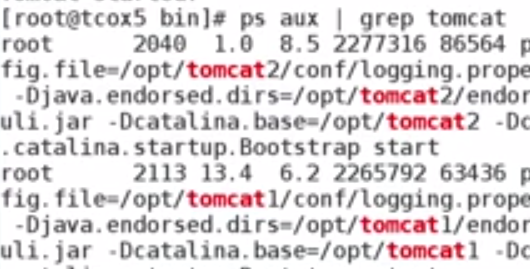 [root@tcox5 bin]# ps aux | grep tomcat
root 2040 1.0 8.5 2277316 86564 p
fig.file=/opt/tomcat2/conf/logging.prope
-Djava.endorsed.dirs=/opt/tomcat2/endor
uli.jar -Dcatalina.base=/opt/tomcat2 -Dc
.catalina.startup.Bootstrap start
root 2113 13.4 6.2 2265792 63436 p
fig.file=/opt/tomcat1/conf/logging.prope
-Djava.endorsed.dirs=/opt/tomcat1/endor
uli.jar -Dcatalina.base=/opt/tomcat1 -Dc